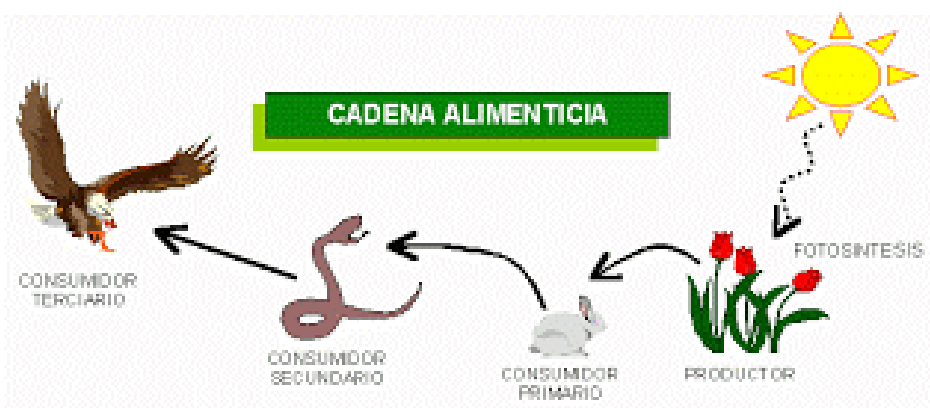 CADENA ALIMENTICIA
FOTOSINTESIS
CONSUMIDOR
TERCIARIO
CONSUMIDOR
SECUNDARIO
CONSUMIDOR
PRIMARIO
PRODUCTOR